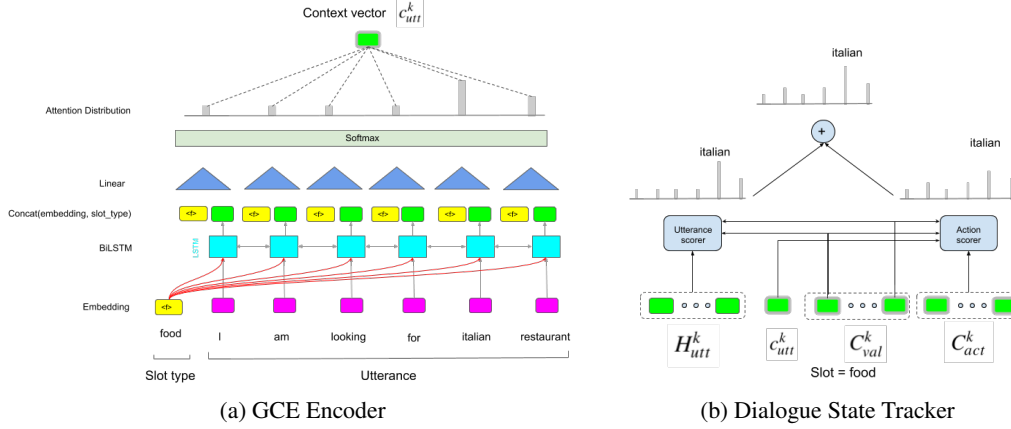 Context vector c^k_utt
Attention Distribution
Softmax
Linear
Concat(embedding, slot_type)
<f> <f> <f> <f> <f> <f>
BiLSTM
LSTM
Embedding
<f>
food I am looking for italian restaurant
Slot type Utterance
(a) GCE Encoder
italian
+
italian italian
Utterance scorer
Action scorer
H^k_utt c^k_utt C^k_val C^k_act
Slot = food
(b) Dialogue State Tracker